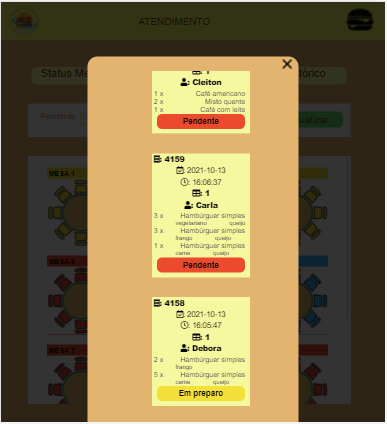 ATENDIMENTO
Status Me
tórico
Pendente
ualizar
MESA 1
MESA 4
MESA 7
: 1
: Cleiton
1 x Café americano
2 x Misto quente
1 x Café com leite
Pendente
: 4159
: 2021-10-13
: 16:06:37
: 1
: Carla
3 x Hambúrguer simples
vegetariano queijo
3 x Hambúrguer simples
frango queijo
1 x Hambúrguer simples
carne queijo
Pendente
: 4158
: 2021-10-13
: 16:05:47
: 1
: Debora
2 x Hambúrguer simples
frango
5 x Hambúrguer simples
carne queijo
Em preparo